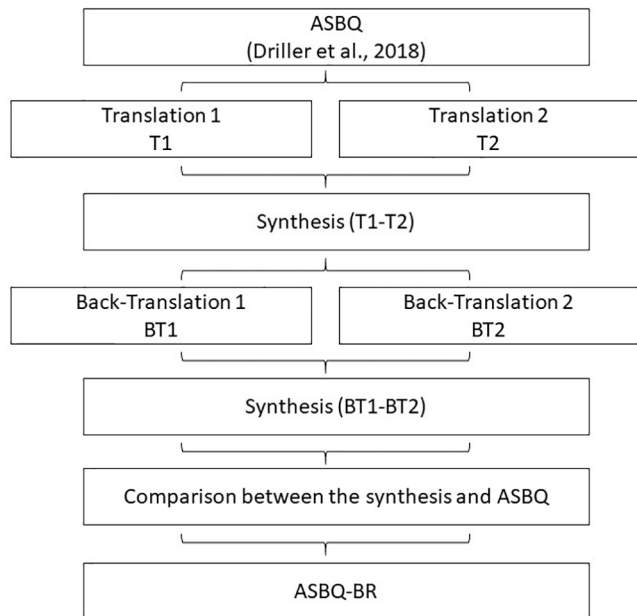 ASBQ
(Driller et al., 2018)
Translation 1
T1
Translation 2
T2
Synthesis (T1-T2)
Back-Translation 1
BT1
Back-Translation 2
BT2
Synthesis (BT1-BT2)
Comparison between the synthesis and ASBQ
ASBQ-BR